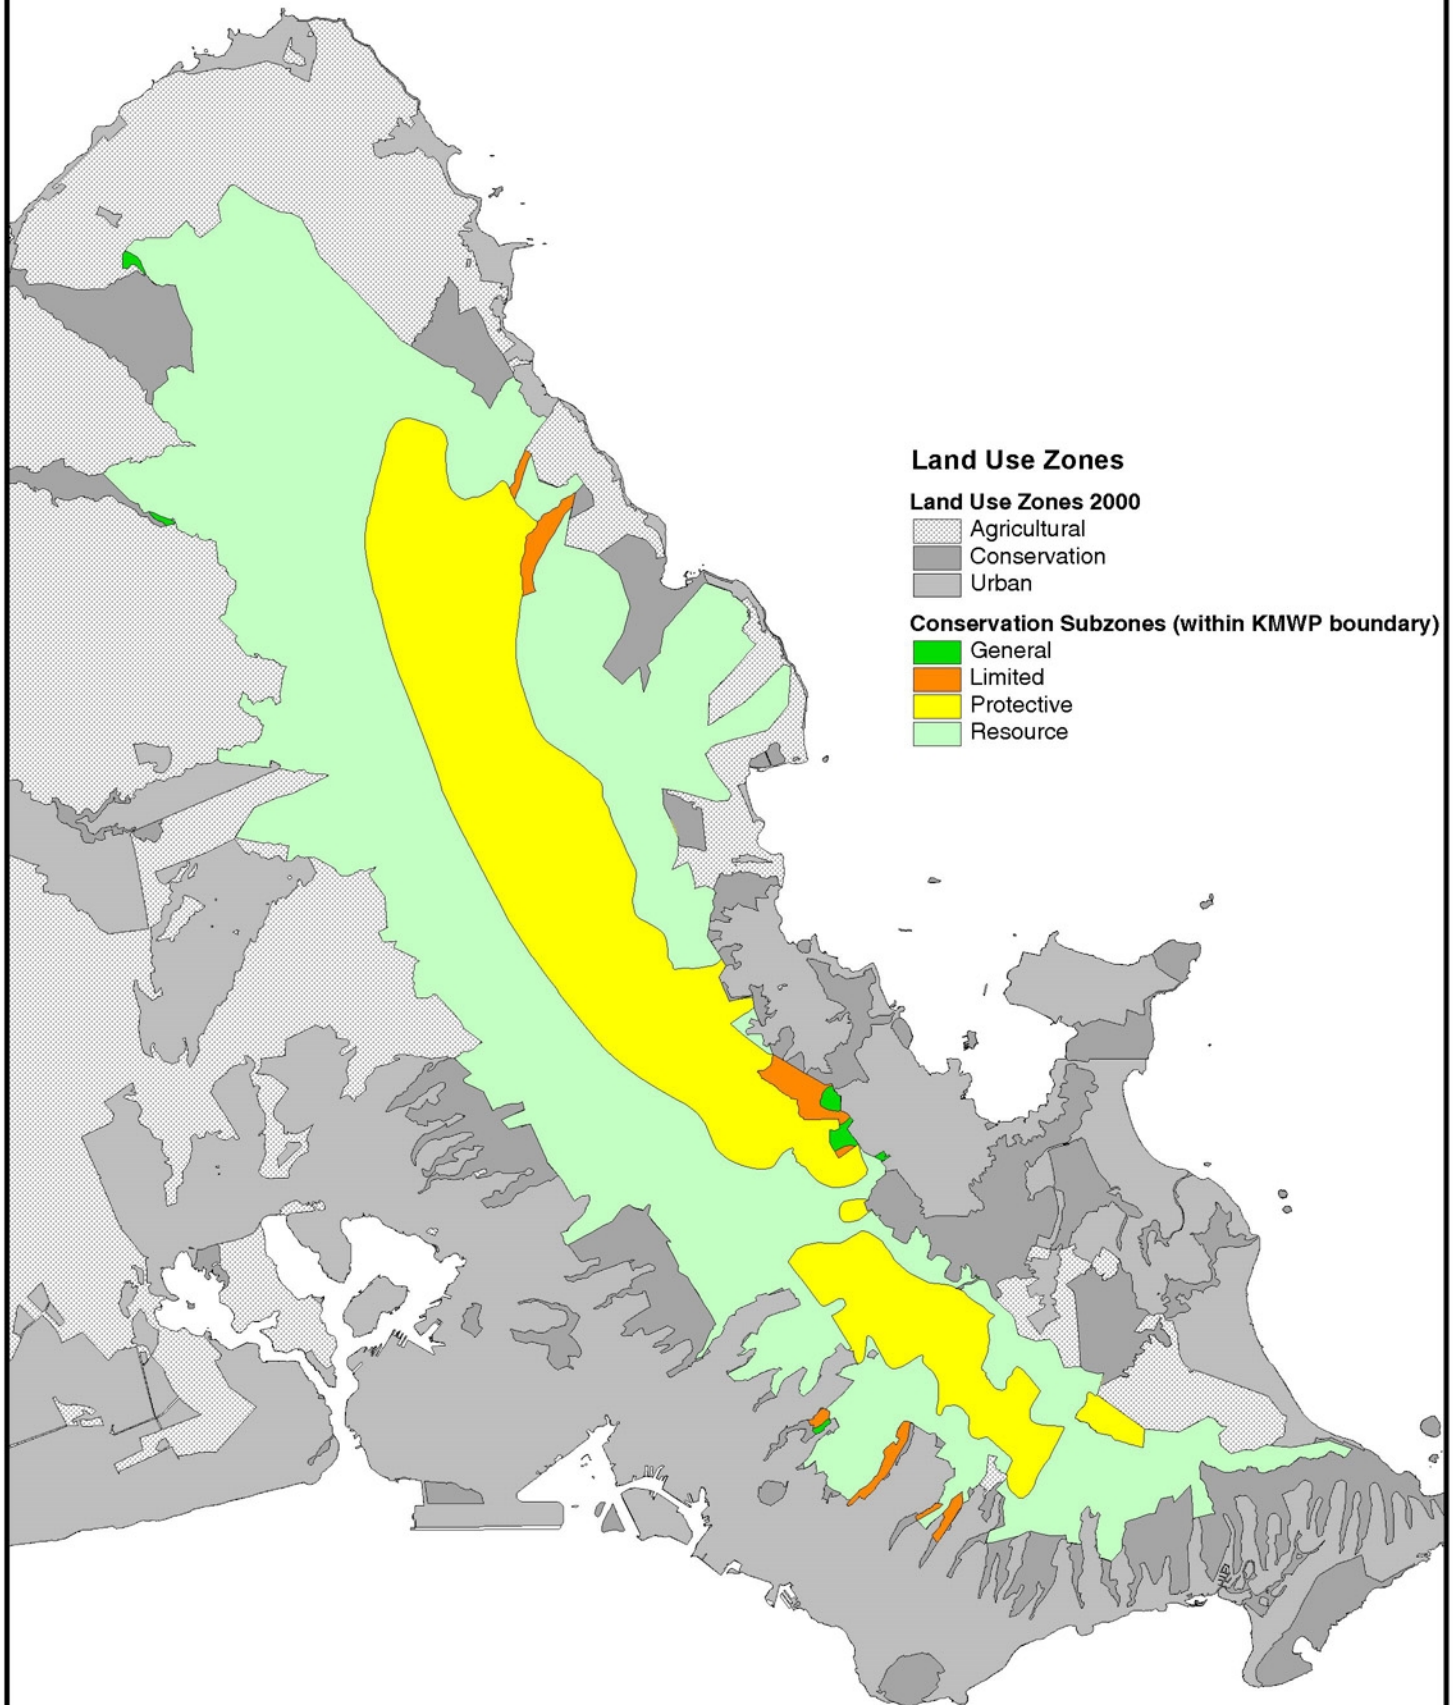 Land Use Zones
Land Use Zones 2000
Agricultural
Conservation
Urban
Conservation Subzones (within KMWP boundary)
General
Limited
Protective
Resource